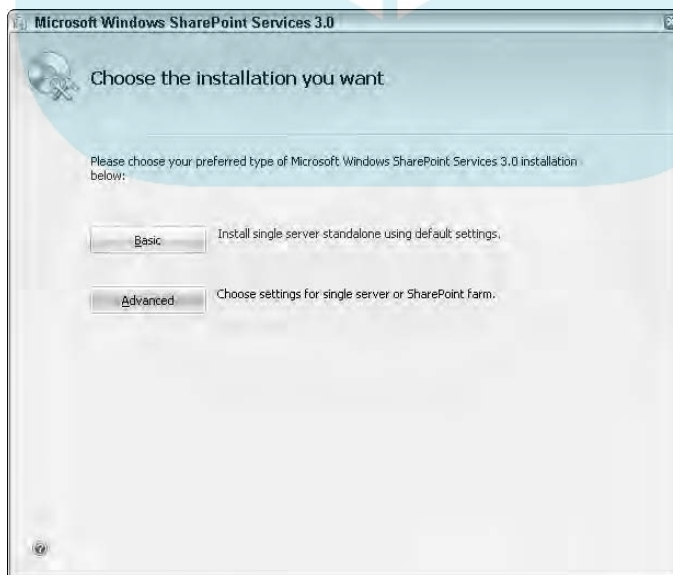 Microsoft Windows SharePoint Services 3.0
Choose the installation you want
Please choose your preferred type of Microsoft Windows SharePoint Services 3.0 installation
below:
Basic
Install single server standalone using default settings.
Advanced
Choose settings for single server or SharePoint farm.
?